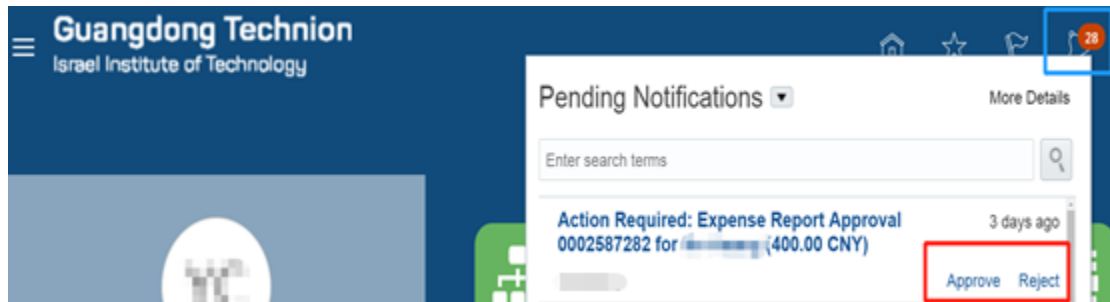 Guangdong Technion
Israel Institute of Technology
28
Pending Notifications
More Details
Enter search terms
Action Required: Expense Report Approval
3 days ago
0002587282 for (400.00 CNY)
Approve Reject